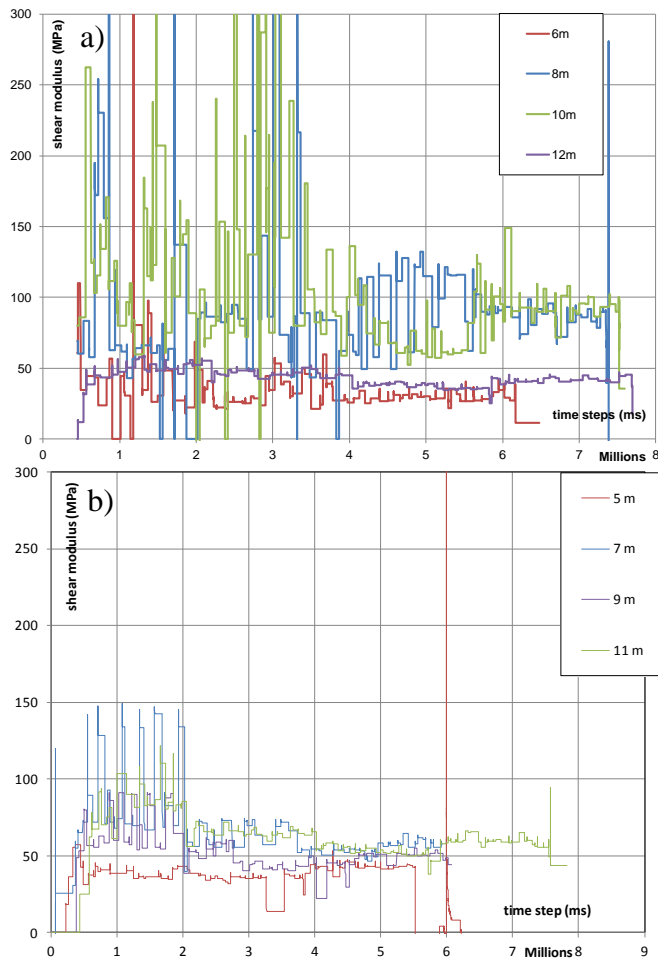 a)
shear modulus (MPa)
300
250
200
150
100
50
0
6m
8m
10m
12m
time steps (ms)
0 1 2 3 4 5 6 7 8
Millions
b)
shear modulus (MPa)
300
250
200
150
100
50
0
5 m
7 m
9 m
11 m
time step (ms)
0 1 2 3 4 5 6 7 8 9
Millions